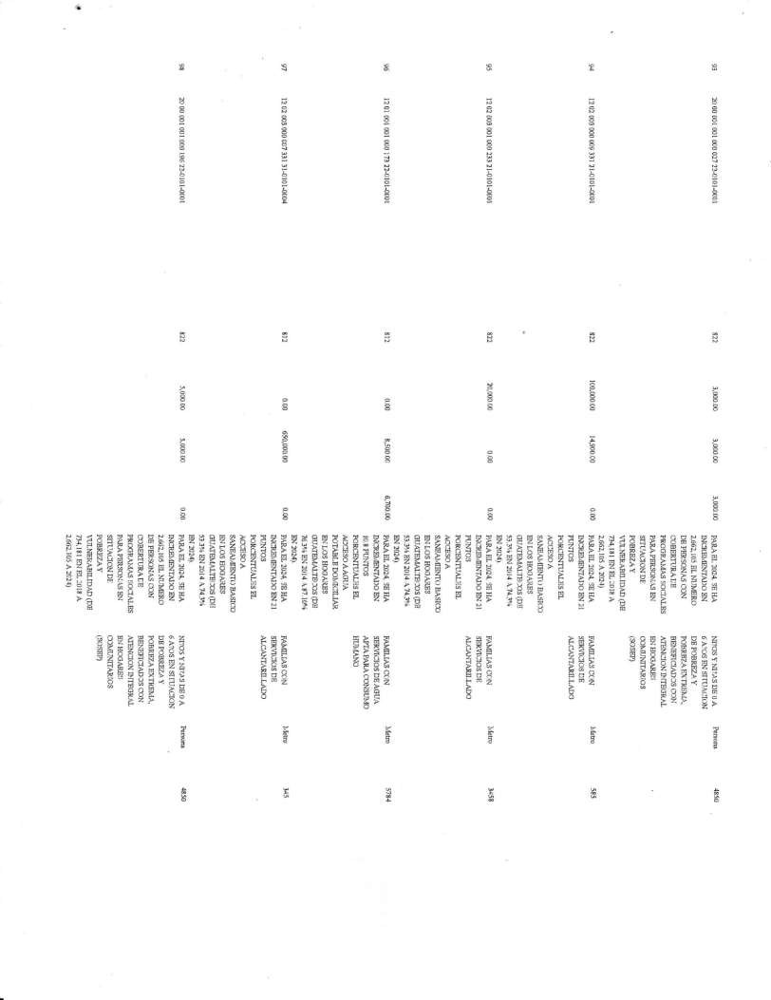 93 20 00 001 001 000 027 23-0101-0001 822 3,000.00 3,000.00 3,000.00
PARA EL 2024, SE HA
INCREMENTADO EN
2,662,105 EL NUMERO
DE PERSONAS CON
COBERTURA DE
PROGRAMAS SOCIALES
PARA PERSONAS EN
SITUACION DE
POBREZA Y
VULNERABILIDAD (DE
754,181 EN EL 2018 A
2,662,105 A 2024)
NIÑOS Y NIÑAS DE 0 A
6 AÑOS EN SITUACION
DE POBREZA Y
POBREZA EXTREMA,
BENEFICIADOS CON
ATENCION INTEGRAL
EN HOGARES
COMUNITARIOS
(SOSEP)
Persona 4850
94 12 02 003 000 009 331 21-0101-0001 822 100,000.00 14,900.00 0.00
PARA EL 2024, SE HA
INCREMENTADO EN 21
PUNTOS
PORCENTUALES EL
ACCESO A
SANEAMIENTO BASICO
EN LOS HOGARES
GUATEMALTECOS (DE
53.3% EN 2014 A 74.3%
EN 2024)
FAMILIAS CON
SERVICIOS DE
ALCANTARILLADO
Metro 585
95 12 02 003 001 000 233 21-0101-0001 822 20,000.00 0.00 0.00
PARA EL 2024, SE HA
INCREMENTADO EN 21
PUNTOS
PORCENTUALES EL
ACCESO A
SANEAMIENTO BASICO
EN LOS HOGARES
GUATEMALTECOS (DE
53.3% EN 2014 A 74.3%
EN 2024)
FAMILIAS CON
SERVICIOS DE
ALCANTARILLADO
Metro 3458
96 12 01 001 001 000 173 22-0101-0001 812 0.00 8,500.00 6,700.00
PARA EL 2024, SE HA
INCREMENTADO EN
10.8 PUNTOS
PORCENTUALES EL
ACCESO A AGUA
POTABLE DOMICILIAR
EN LOS HOGARES
GUATEMALTECOS (DE
76.3% EN 2014 A 87.10%
EN 2024)
FAMILIAS CON
SERVICIOS DE AGUA
APTA PARA CONSUMO
HUMANO
Metro 5784
97 12 02 003 000 007 331 31-0101-0004 812 0.00 650,000.00 0.00
PARA EL 2024, SE HA
INCREMENTADO EN 21
PUNTOS
PORCENTUALES EL
ACCESO A
SANEAMIENTO BASICO
EN LOS HOGARES
GUATEMALTECOS (DE
53.3% EN 2014 A 74.3%
EN 2024)
FAMILIAS CON
SERVICIOS DE
ALCANTARILLADO
Metro 345
98 20 00 001 001 000 196 22-0101-0001 822 5,000.00 5,000.00 0.00
PARA EL 2024, SE HA
INCREMENTADO EN
2,662,105 EL NUMERO
DE PERSONAS CON
COBERTURA DE
PROGRAMAS SOCIALES
PARA PERSONAS EN
SITUACION DE
POBREZA Y
VULNERABILIDAD (DE
754,181 EN EL 2018 A
2,662,105 A 2024)
NIÑOS Y NIÑAS DE 0 A
6 AÑOS EN SITUACION
DE POBREZA Y
POBREZA EXTREMA,
BENEFICIADOS CON
ATENCION INTEGRAL
EN HOGARES
COMUNITARIOS
(SOSEP)
Persona 4850